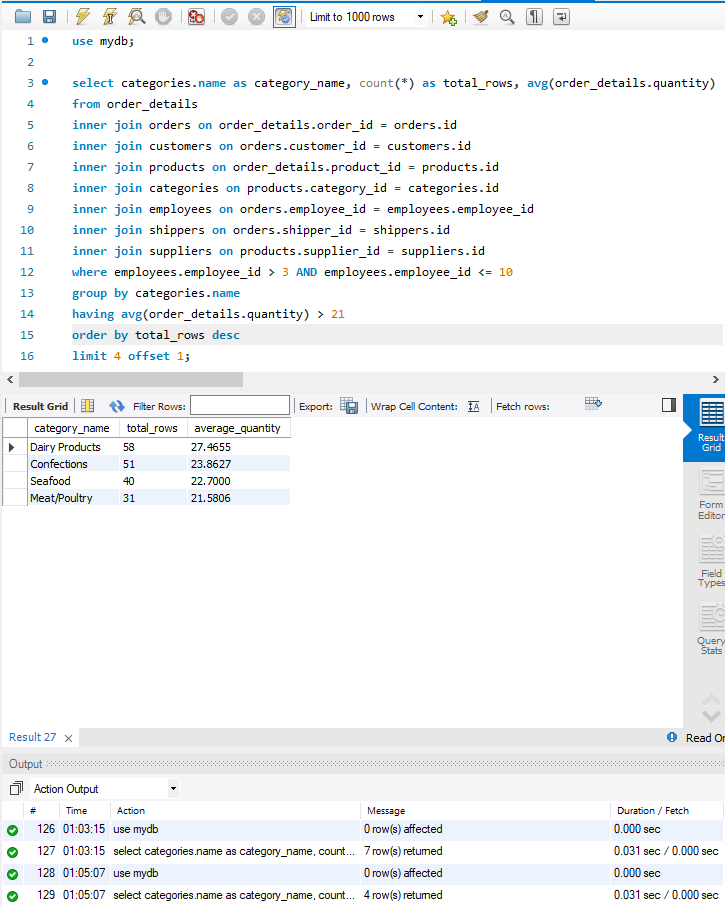 Limit to 1000 rows
1 use mydb;
2
3 select categories.name as category_name, count(*) as total_rows, avg(order_details.quantity)
4 from order_details
5 inner join orders on order_details.order_id = orders.id
6 inner join customers on orders.customer_id = customers.id
7 inner join products on order_details.product_id = products.id
8 inner join categories on products.category_id = categories.id
9 inner join employees on orders.employee_id = employees.employee_id
10 inner join shippers on orders.shipper_id = shippers.id
11 inner join suppliers on products.supplier_id = suppliers.id
12 where employees.employee_id > 3 AND employees.employee_id <= 10
13 group by categories.name
14 having avg(order_details.quantity) > 21
15 order by total_rows desc
16 limit 4 offset 1;
Result Grid Filter Rows: Export: Wrap Cell Content: Fetch rows:
category_name total_rows average_quantity
Dairy Products 58 27.4655
Confections 51 23.8627
Seafood 40 22.7000
Meat/Poultry 31 21.5806
Result
Grid
Form
Editor
Field
Types
Query
Stats
Result 27 Read On
Output
Action Output
# Time Action Message Duration / Fetch
126 01:03:15 use mydb 0 row(s) affected 0.000 sec
127 01:03:15 select categories.name as category_name, count... 7 row(s) returned 0.031 sec / 0.000 sec
128 01:05:07 use mydb 0 row(s) affected 0.000 sec
129 01:05:07 select categories.name as category_name, count... 4 row(s) returned 0.031 sec / 0.000 sec